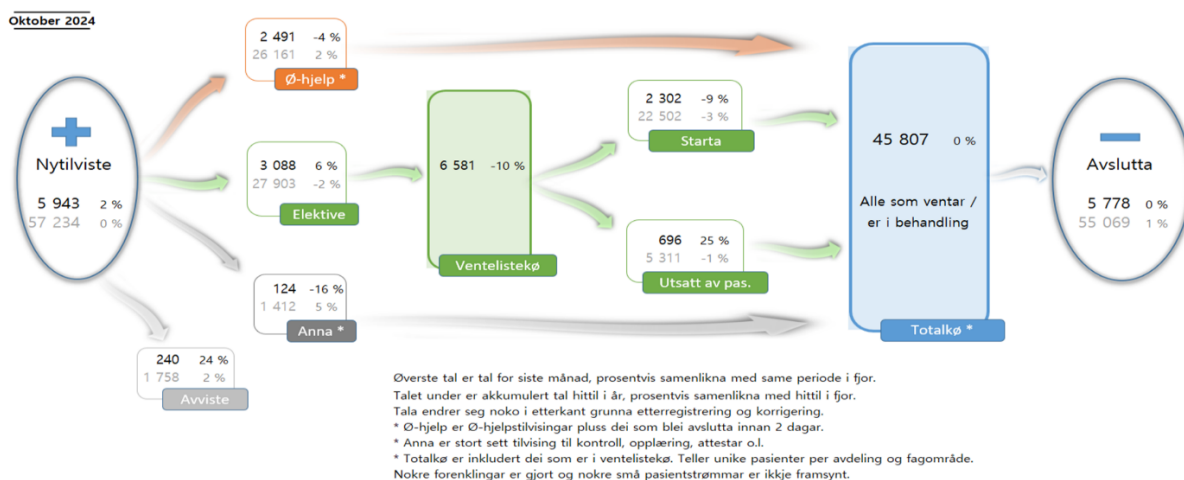 Oktober 2024
2 491 -4 %
26 161 2 %
Ø-hjelp *
Nytilviste
5 943 2 %
57 234 0 %
3 088 6 %
27 903 -2 %
Elektive
124 -16 %
1 412 5 %
Anna *
240 24 %
1 758 2 %
Avviste
6 581 -10 %
Ventelistekø
2 302 -9 %
22 502 -3 %
Starta
696 25 %
5 311 -1 %
Utsatt av pas.
45 807 0 %
Alle som ventar /
er i behandling
Totalkø *
Avslutta
5 778 0 %
55 069 1 %
Øverste tal er tal for siste månad, prosentvis samenlikna med same periode i fjor.
Talet under er akkumulert tal hittil i år, prosentvis samenlikna med hittil i fjor.
Tala endrer seg noko i etterkant grunna etterregistrering og korrigering.
* Ø-hjelp er Ø-hjelpstilvisingar pluss dei som blei avslutta innan 2 dagar.
* Anna er stort sett tilvising til kontroll, opplæring, attestar o.l.
* Totalkø er inkludert dei som er i ventelistekø. Teller unike pasienter per avdeling og fagområde.
Nokre forenklingar er gjort og nokre små pasientstrømmar er ikkje framsynt.